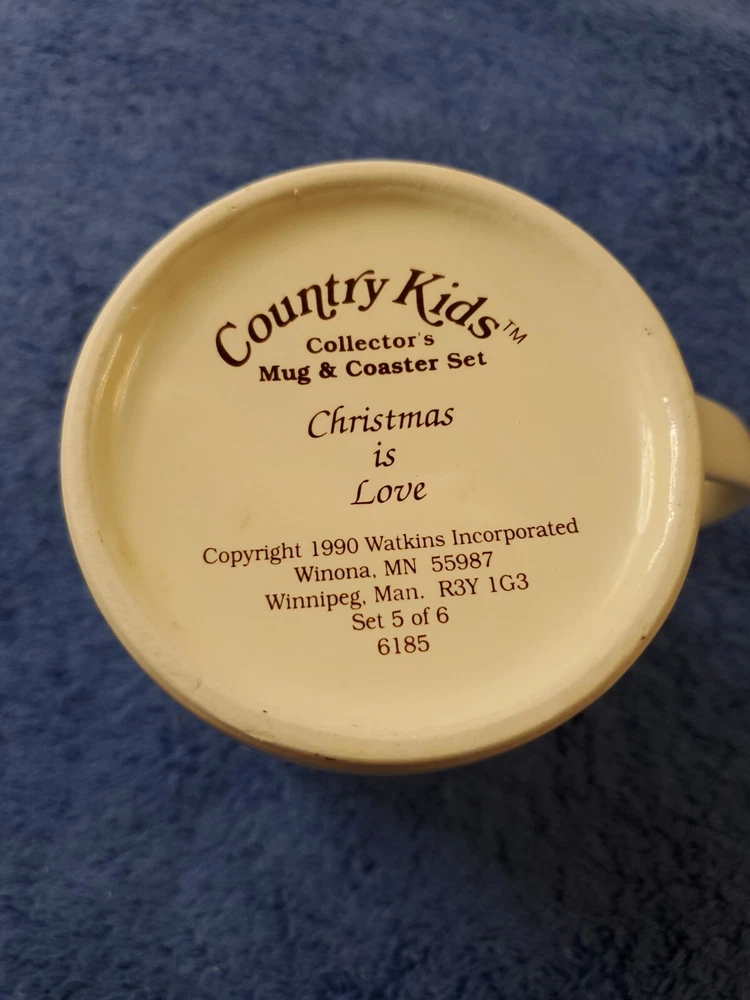 Country Kids™
Collector's
Mug & Coaster Set
Christmas
is
Love
Copyright 1990 Watkins Incorporated
Winona, MN 55987
Winnipeg, Man. R3Y 1G3
Set 5 of 6
6185